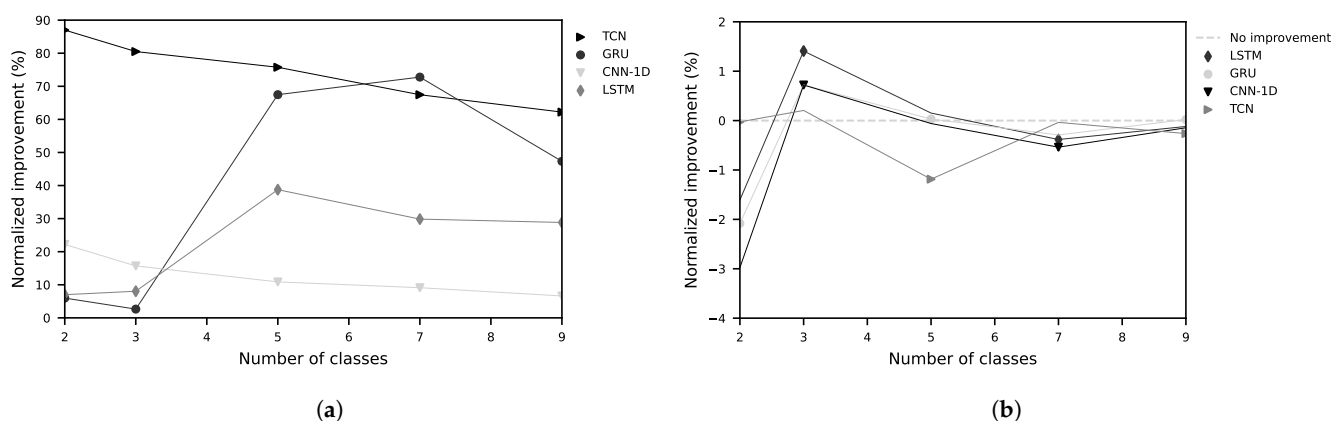 Normalized improvement (%)
90
80
70
60
50
40
30
20
10
0
2
3
4
5
6
7
8
9
Number of classes
TCN
GRU
CNN-1D
LSTM
(a)
Normalized improvement (%)
2
1
0
−1
−2
−3
−4
2
3
4
5
6
7
8
9
Number of classes
No improvement
LSTM
GRU
CNN-1D
TCN
(b)